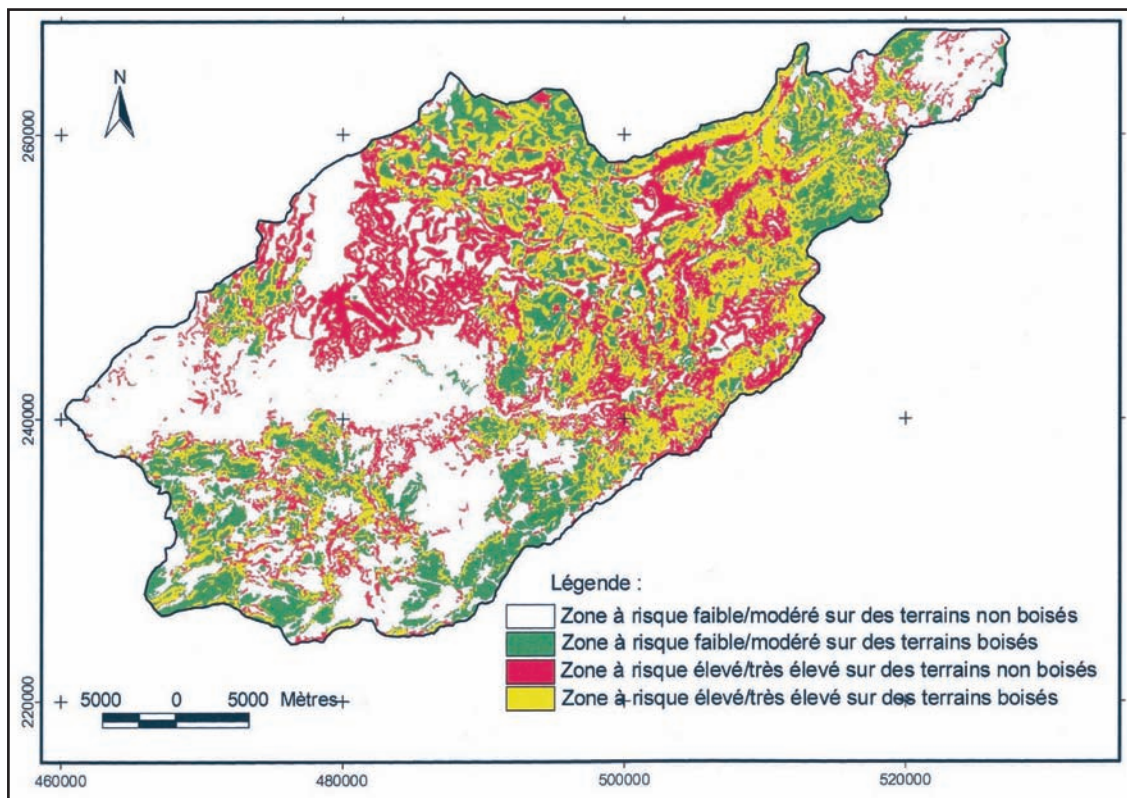 N
260000
240000
220000
Légende :
Zone à risque faible/modéré sur des terrains non boisés
Zone à risque faible/modéré sur des terrains boisés
Zone à risque élevé/très élevé sur des terrains non boisés
Zone à risque élevé/très élevé sur des terrains boisés
5000 0 5000 Mètres
460000 480000 500000 520000